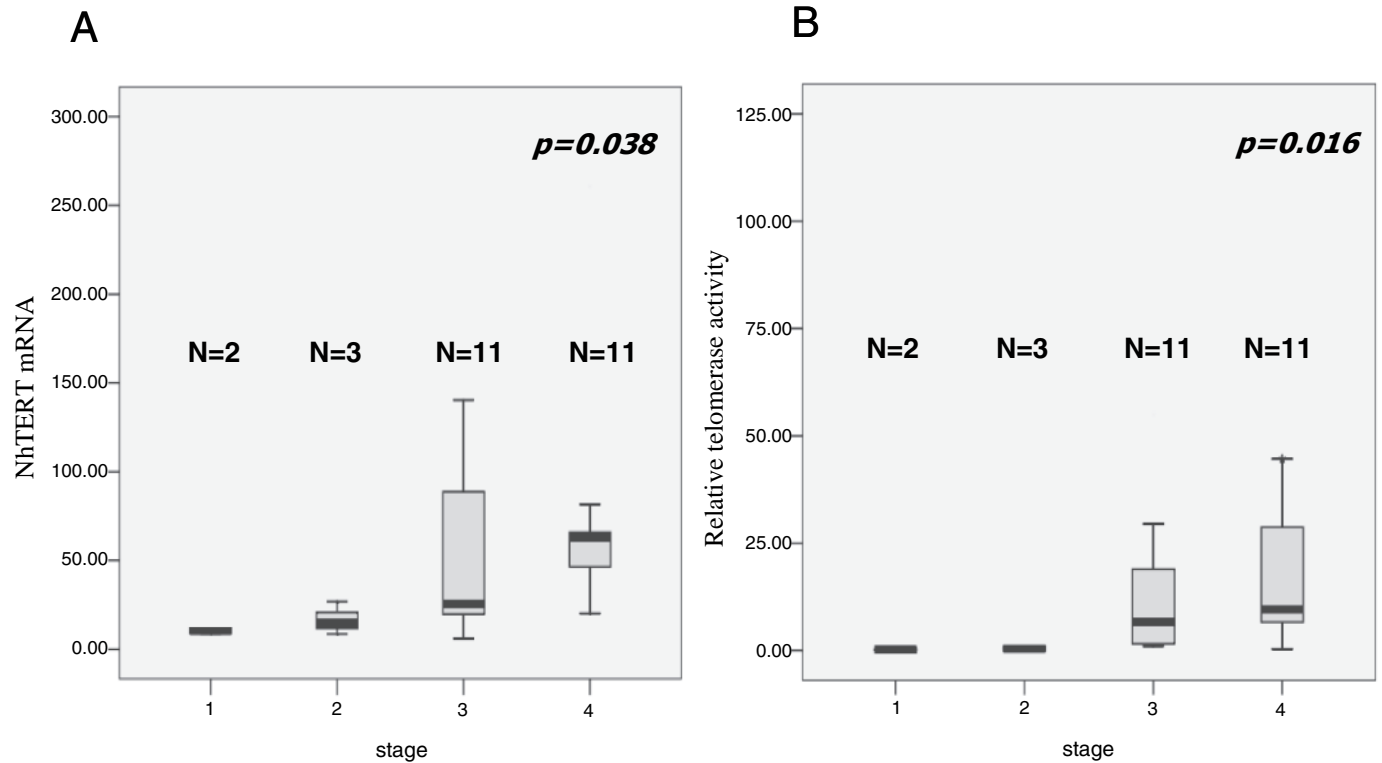 A
B
NhTERT mRNA
300.00
250.00
200.00
150.00
100.00
50.00
0.00
p=0.038
N=2 N=3 N=11 N=11
1 2 3 4
stage
Relative telomerase activity
125.00
100.00
75.00
50.00
25.00
0.00
p=0.016
N=2 N=3 N=11 N=11
1 2 3 4
stage